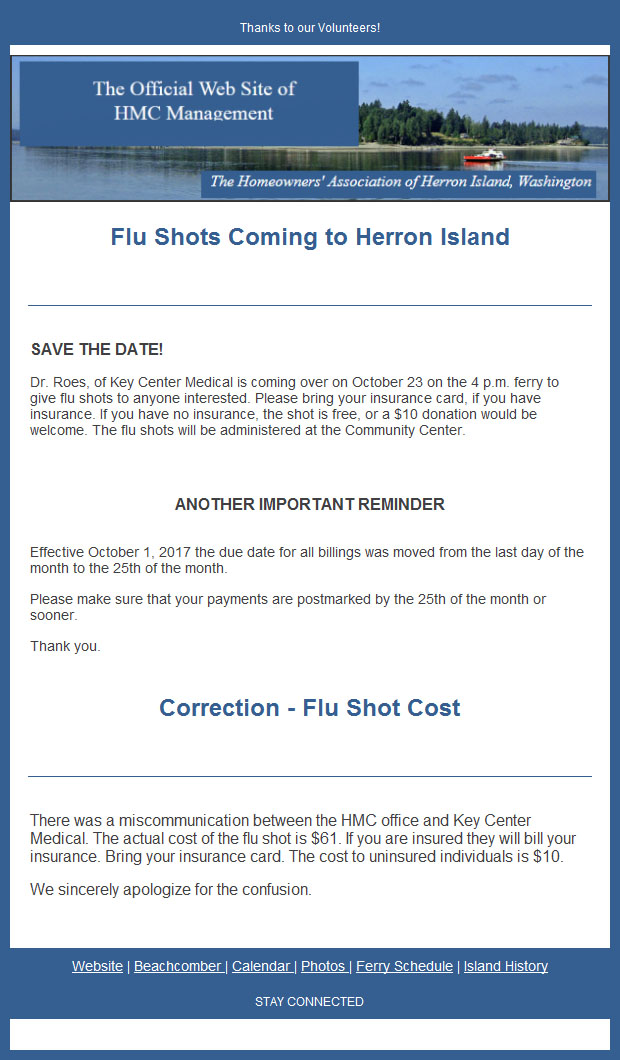 Thanks to our Volunteers!
The Official Web Site of
HMC Management
The Homeowners' Association of Herron Island, Washington
Flu Shots Coming to Herron Island
SAVE THE DATE!
Dr. Roes, of Key Center Medical is coming over on October 23 on the 4 p.m. ferry to
give flu shots to anyone interested. Please bring your insurance card, if you have
insurance. If you have no insurance, the shot is free, or a $10 donation would be
welcome. The flu shots will be administered at the Community Center.
ANOTHER IMPORTANT REMINDER
Effective October 1, 2017 the due date for all billings was moved from the last day of the
month to the 25th of the month.
Please make sure that your payments are postmarked by the 25th of the month or
sooner.
Thank you.
Correction - Flu Shot Cost
There was a miscommunication between the HMC office and Key Center
Medical. The actual cost of the flu shot is $61. If you are insured they will bill your
insurance. Bring your insurance card. The cost to uninsured individuals is $10.
We sincerely apologize for the confusion.
Website | Beachcomber | Calendar | Photos | Ferry Schedule | Island History
STAY CONNECTED